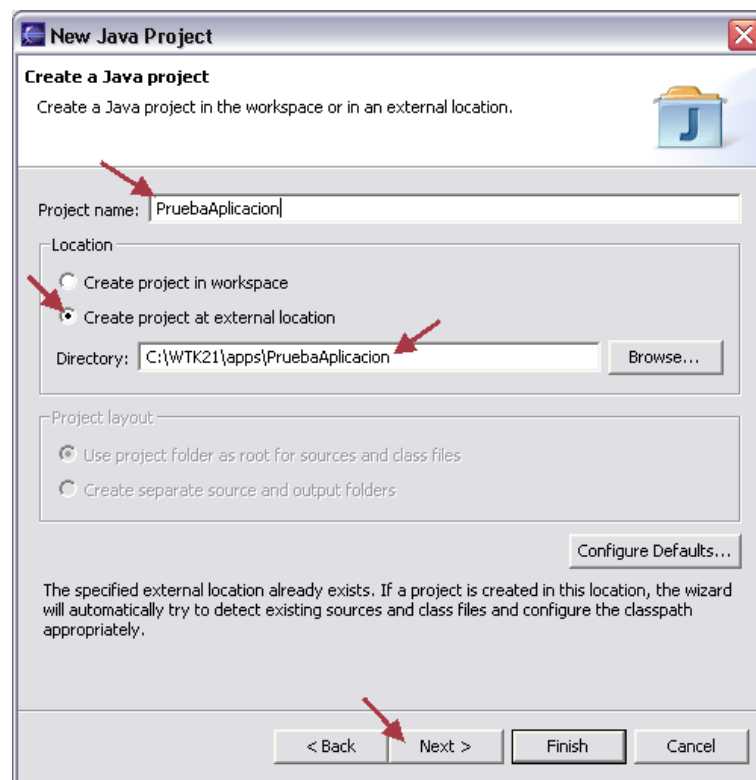 New Java Project
Create a Java project
Create a Java project in the workspace or in an external location.
J
Project name: PruebaAplicacion
Location
Create project in workspace
Create project at external location
Directory: C:\WTK21\apps\PruebaAplicacion Browse...
Project layout
Use project folder as root for sources and class files
Create separate source and output folders
Configure Defaults...
The specified external location already exists. If a project is created in this location, the wizard
will automatically try to detect existing sources and class files and configure the classpath
appropriately.
< Back Next > Finish Cancel